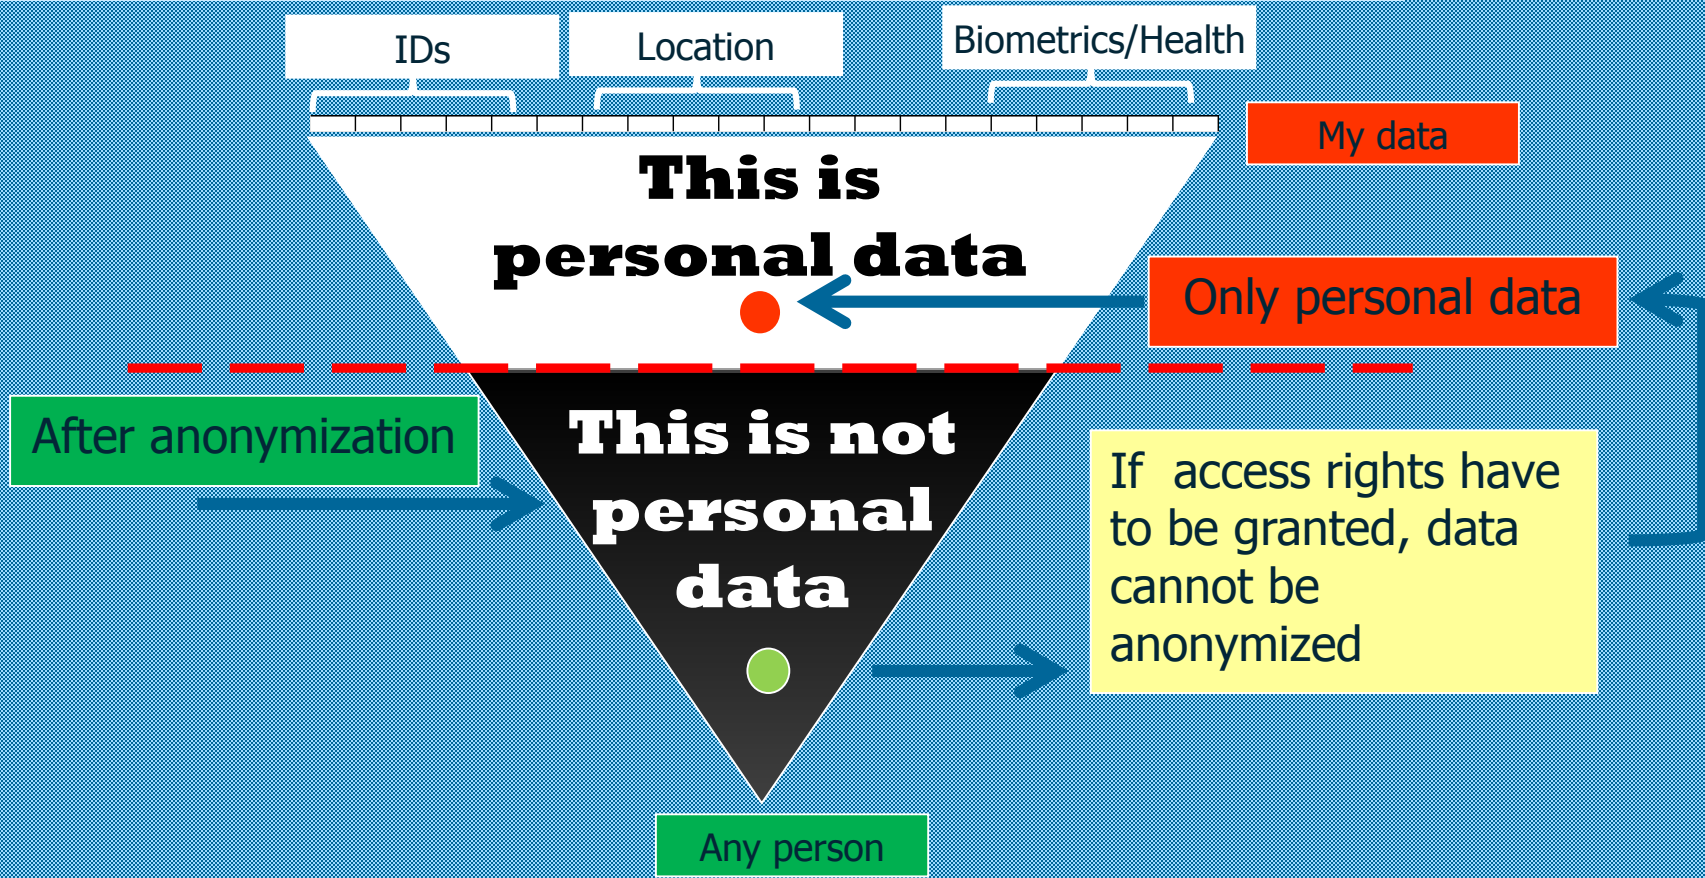 IDs
Location
Biometrics/Health
My data
This is
personal data
Only personal data
After anonymization
This is not
personal
data
If  access rights have
to be granted, data
cannot be
anonymized
Any person